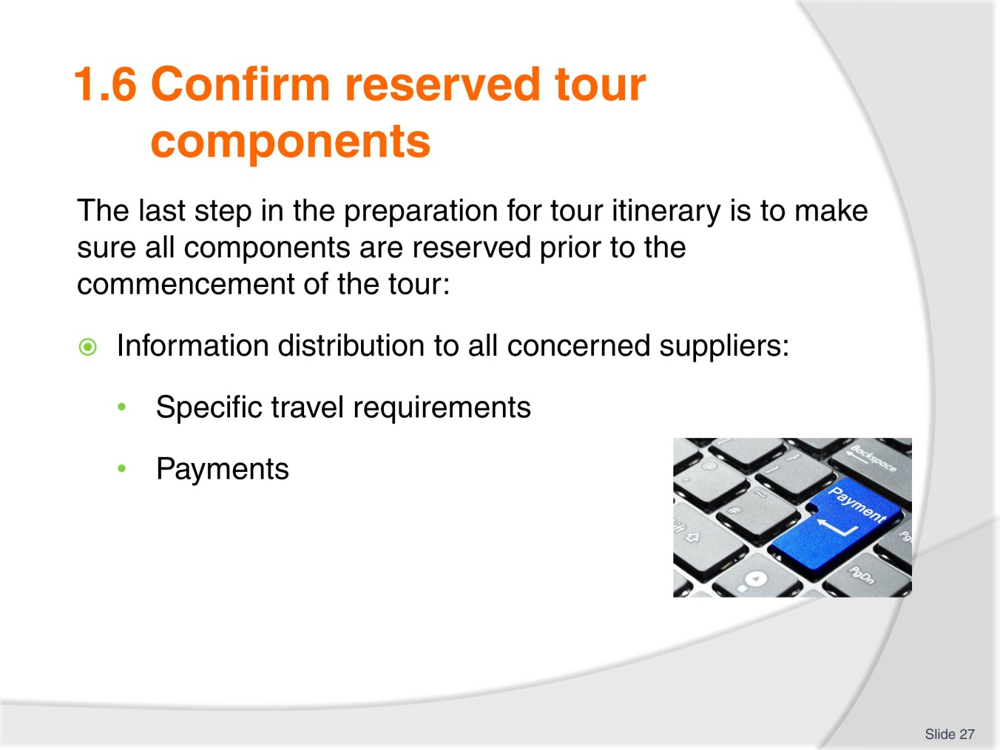 1.6 Confirm reserved tour
components
The last step in the preparation for tour itinerary is to make
sure all components are reserved prior to the
commencement of the tour:
Information distribution to all concerned suppliers:
• Specific travel requirements
• Payments
Backspace
Payment
PgDn
Slide 27